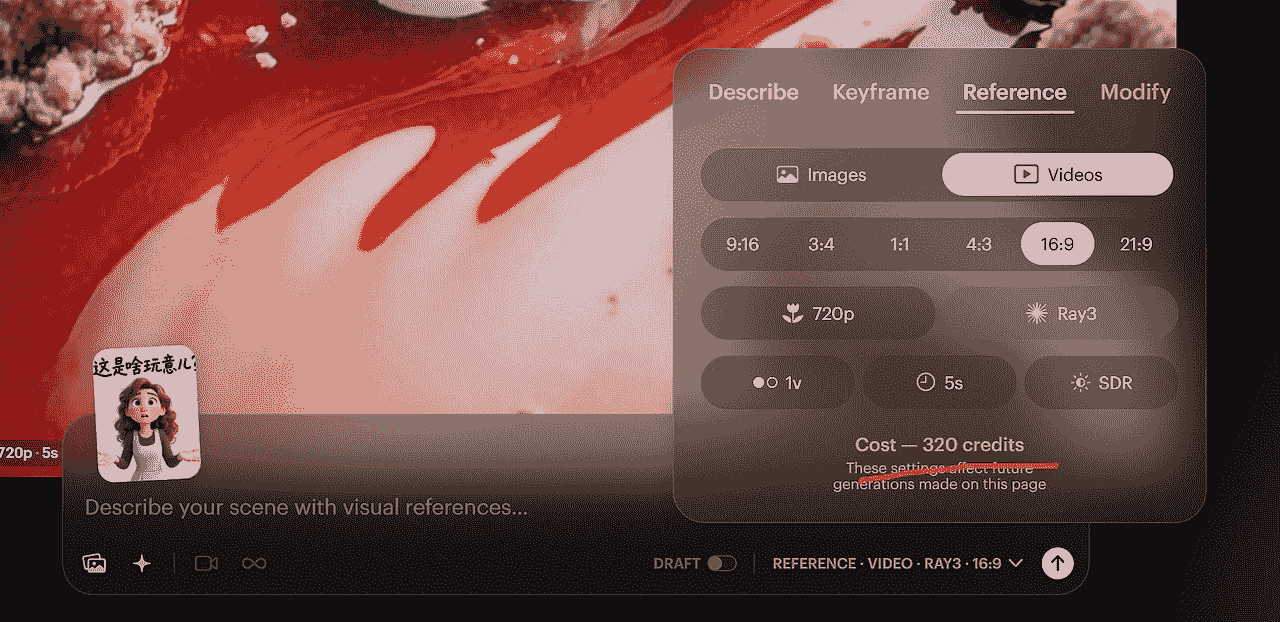 Describe Keyframe Reference Modify
Images Videos
9:16 3:4 1:1 4:3 16:9 21:9
720p Ray3
1v 5s SDR
Cost — 320 credits
These settings affect future
generations made on this page
这是啥玩意儿?
720p · 5s
Describe your scene with visual references...
DRAFT REFERENCE · VIDEO · RAY3 · 16:9